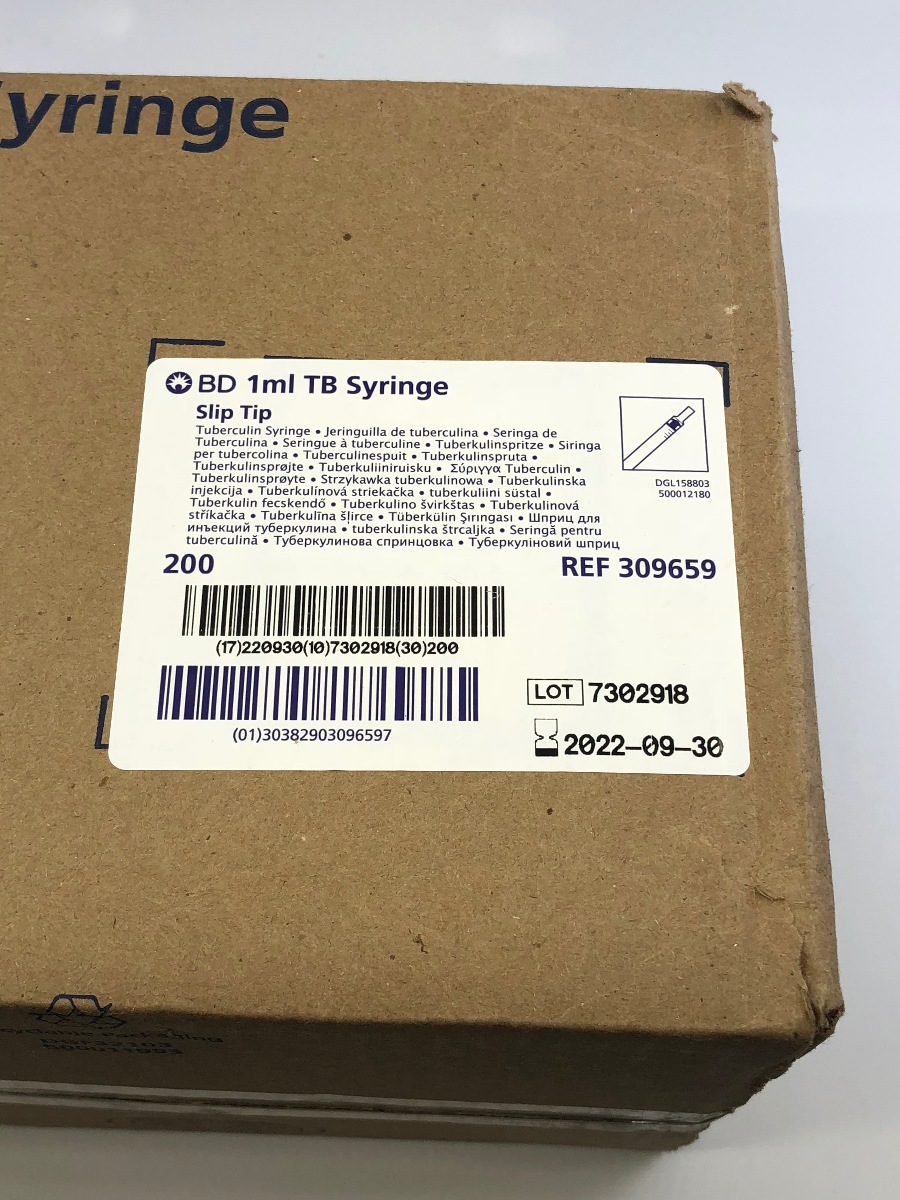 yringe
BD 1ml TB Syringe
Slip Tip
Tuberculin Syringe • Jeringuilla de tuberculina • Seringa de
Tuberculina • Seringue à tuberculine • Tuberkulinspritze • Siringa
per tubercolina • Tuberculinespuit • Tuberkulinspruta •
Tuberkulinsprøjte • Tuberkuliiniruisku • Σύριγγα Tuberculin •
Tuberkulinsprøyte • Strzykawka tuberkulinowa • Tuberkulinska
injekcija • Tuberkulínová striekačka • tuberkuliini süstal •
Tuberkulin fecskendő • Tuberkulino švirkštas • Tuberkulinová
stříkačka • Tuberkulīna šļirce • Tüberkülin Şırıngası • Шприц для
инъекций туберкулина • tuberkulinska štrcaljka • Seringă pentru
tuberculină • Туберкулинова спринцовка • Туберкуліновий шприц
DGL158803
500012180
200
REF 309659
(17)220930(10)7302918(30)200
(01)30382903096597
LOT 7302918
2022-09-30